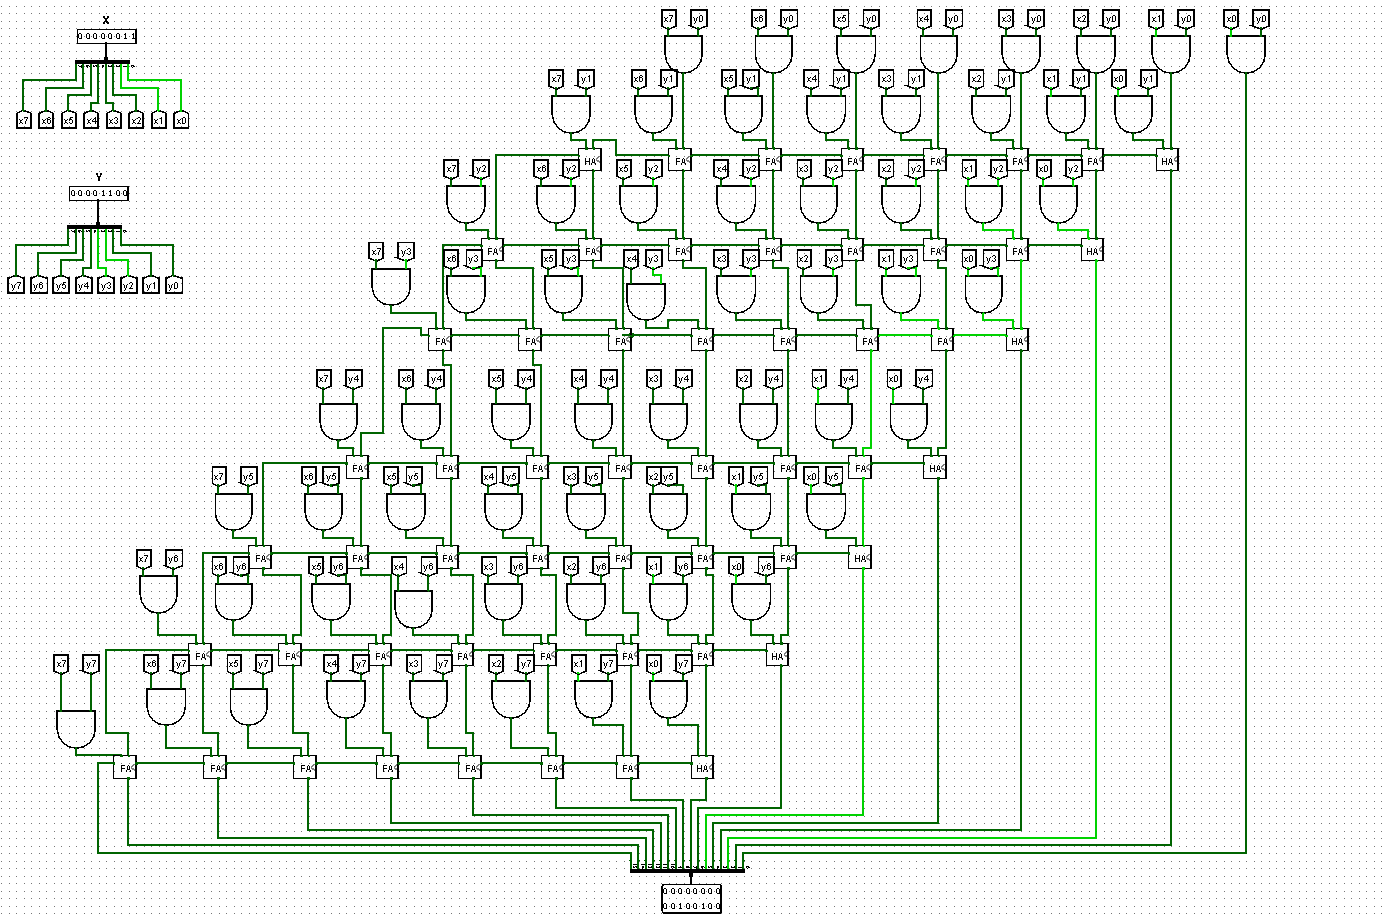 X
00000011
x7 x6 x5 x4 x3 x2 x1 x0
Y
00001100
y7 y6 y5 y4 y3 y2 y1 y0
x7 y0 x6 y0 x5 y0 x4 y0 x3 y0 x2 y0 x1 y0 x0 y0
x7 y1 x6 y1 x5 y1 x4 y1 x3 y1 x2 y1 x1 y1 x0 y1
HA FA FA FA FA FA FA HA
x7 y2 x6 y2 x5 y2 x4 y2 x3 y2 x2 y2 x1 y2 x0 y2
FA FA FA FA FA FA FA HA
x7 y3 x6 y3 x5 y3 x4 y3 x3 y3 x2 y3 x1 y3 x0 y3
FA FA FA FA FA FA FA HA
x7 y4 x6 y4 x5 y4 x4 y4 x3 y4 x2 y4 x1 y4 x0 y4
FA FA FA FA FA FA FA HA
x7 y5 x6 y5 x5 y5 x4 y5 x3 y5 x2 y5 x1 y5 x0 y5
FA FA FA FA FA FA FA HA
x7 y6 x6 y6 x5 y6 x4 y6 x3 y6 x2 y6 x1 y6 x0 y6
FA FA FA FA FA FA FA HA
x7 y7 x6 y7 x5 y7 x4 y7 x3 y7 x2 y7 x1 y7 x0 y7
FA FA FA FA FA FA FA HA
00000000
00100100